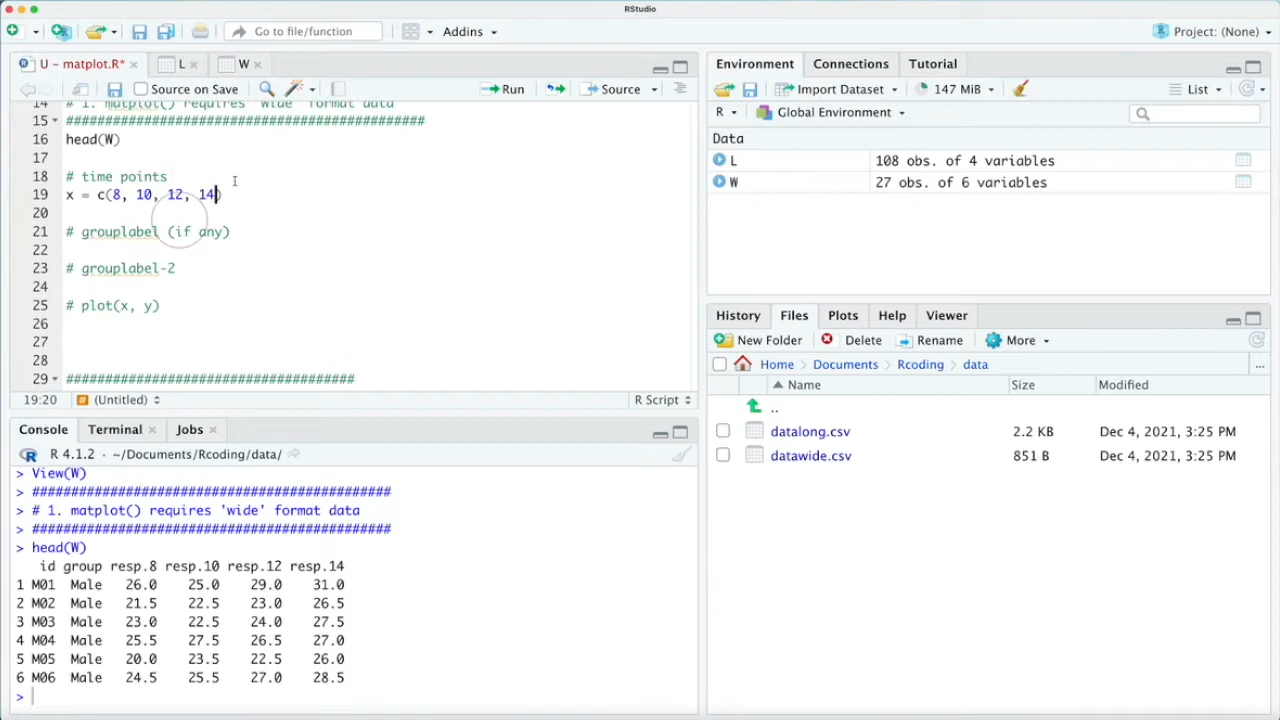 RStudio
Go to file/function
Addins
Project: (None)
U - matplot.R*
L
W
Source on Save
Run
Source
14 # 1. matplot() requires 'wide' format data
15 ##############################################
16 head(W)
17
18 # time points
19 x = c(8, 10, 12, 14)
20
21 # grouplabel (if any)
22
23 # grouplabel-2
24
25 # plot(x, y)
26
27
28
29 #####################################
19:20
# (Untitled)
R Script
Console
Terminal
Jobs
R 4.1.2 · ~/Documents/Rcoding/data/
> View(W)
> ##############################################
> # 1. matplot() requires 'wide' format data
> ##############################################
> head(W)
id group resp.8 resp.10 resp.12 resp.14
1 M01 Male 26.0 25.0 29.0 31.0
2 M02 Male 21.5 22.5 23.0 26.5
3 M03 Male 23.0 22.5 24.0 27.5
4 M04 Male 25.5 27.5 26.5 27.0
5 M05 Male 20.0 23.5 22.5 26.0
6 M06 Male 24.5 25.5 27.0 28.5
>
Environment
Connections
Tutorial
Import Dataset
147 MiB
List
R
Global Environment
Data
L 108 obs. of 4 variables
W 27 obs. of 6 variables
History
Files
Plots
Help
Viewer
New Folder
Delete
Rename
More
Home
Documents
Rcoding
data
...
Name
Size
Modified
..
datalong.csv 2.2 KB Dec 4, 2021, 3:25 PM
datawide.csv 851 B Dec 4, 2021, 3:25 PM